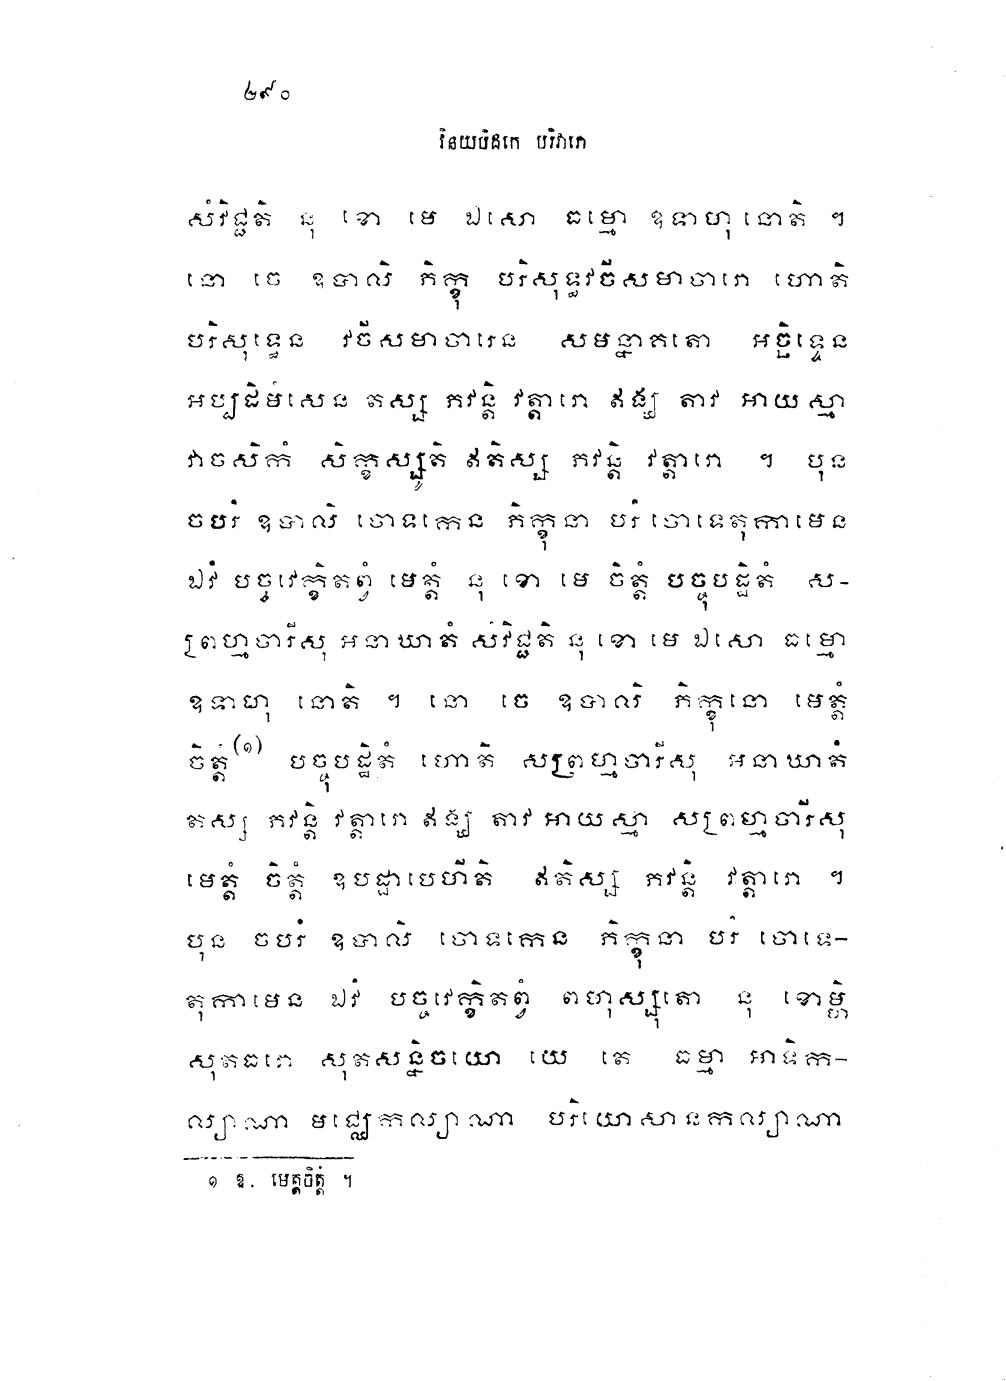 ២៩០
វិនយបិដកេ បរិវារោ
សំវិជ្ជតិ នុ ខោ មេ ឯសោ ធម្មោ ឧទាហុ នោតិ ។
នោ ចេ ឧបាលិ ភិក្ខុ បរិសុទ្ធវចីសមាចារោ ហោតិ
បរិសុទ្ធេន វចីសមាចារេន សមន្នាគតោ អច្ឆិទ្ទេន
អប្បដិមំសេន តស្ស ភវន្តិ វត្តារោ ឥង្ឃ តាវ អាយស្មា
វាចសិកំ សិក្ខស្សូតិ ឥតិស្ស ភវន្តិ វត្តារោ ។ បុន
ចបរំ ឧបាលិ ចោទកេន ភិក្ខុនា បរំ ចោទេតុកាមេន
ឯវំ បច្ចវេក្ខិតព្វំ មេត្តំ នុ ខោ មេ ចិត្តំ បច្ចុបដ្ឋិតំ ស-
ព្រហ្មចារីសុ អនាឃាតំ សំវិជ្ជតិ នុ ខោ មេ ឯសោ ធម្មោ
ឧទាហុ នោតិ ។ នោ ចេ ឧបាលិ ភិក្ខុនោ មេត្តំ
ចិត្តំ(១) បច្ចុបដ្ឋិតំ ហោតិ សព្រហ្មចារីសុ អនាឃាតំ
តស្ស ភវន្តិ វត្តារោ ឥង្ឃ តាវ អាយស្មា សព្រហ្មចារីសុ
មេត្តំ ចិត្តំ ឧបដ្ឋាបេហីតិ ឥតិស្ស ភវន្តិ វត្តារោ ។
បុន ចបរំ ឧបាលិ ចោទកេន ភិក្ខុនា បរំ ចោទេ-
តុកាមេន ឯវំ បច្ចវេក្ខិតព្វំ ពហុស្សុតោ នុ ខោម្ហិ
សុតធរោ សុតសន្និចយោ យេ តេ ធម្មា អាទិក-
ល្យាណា មជ្ឈេកល្យាណា បរិយោសានកល្យាណា
១ ឱ. មេត្តចិត្តំ ។